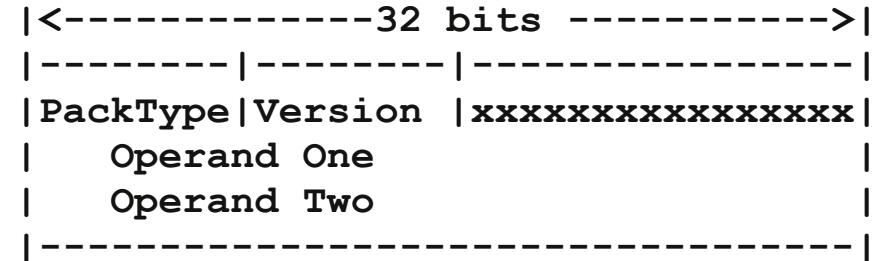 |<-------------32 bits ----------->|
|--------|--------|----------------|
|PackType|Version |xxxxxxxxxxxxxxxx|
|   Operand One                    |
|   Operand Two                    |
|----------------------------------|